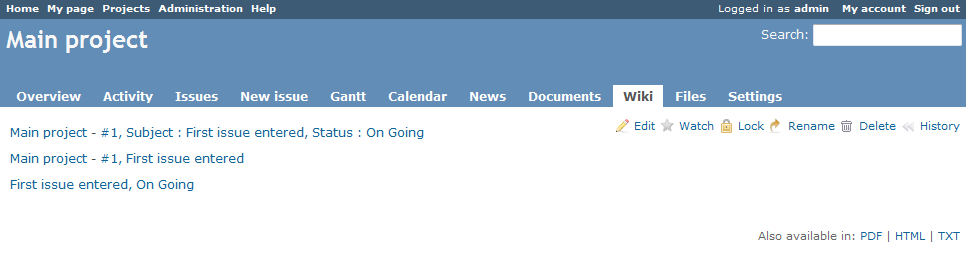 Home My page Projects Administration Help Logged in as admin My account Sign out
Main project
Search:
Overview Activity Issues New issue Gantt Calendar News Documents Wiki Files Settings
Edit Watch Lock Rename Delete History
Main project - #1, Subject : First issue entered, Status : On Going
Main project - #1, First issue entered
First issue entered, On Going
Also available in: PDF | HTML | TXT